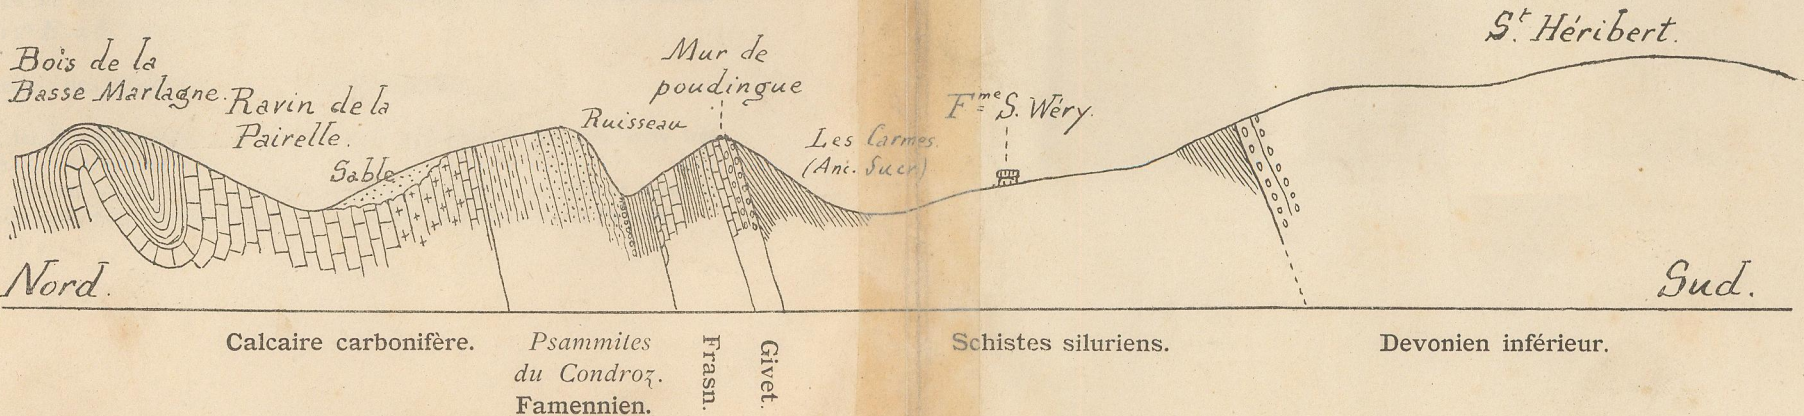 Bois de la
Basse Marlagne.
Ravin de la
Pairelle.
Sable
Ruisseau
Mur de
poudingue
Les Carmes.
(Anc. Sucr)
Fme S. Wéry.
St. Héribert.
Nord.
Sud.
Calcaire carbonifère.
Psammites
du Condroz.
Famennien.
Frasn.
Givet.
Schistes siluriens.
Devonien inférieur.